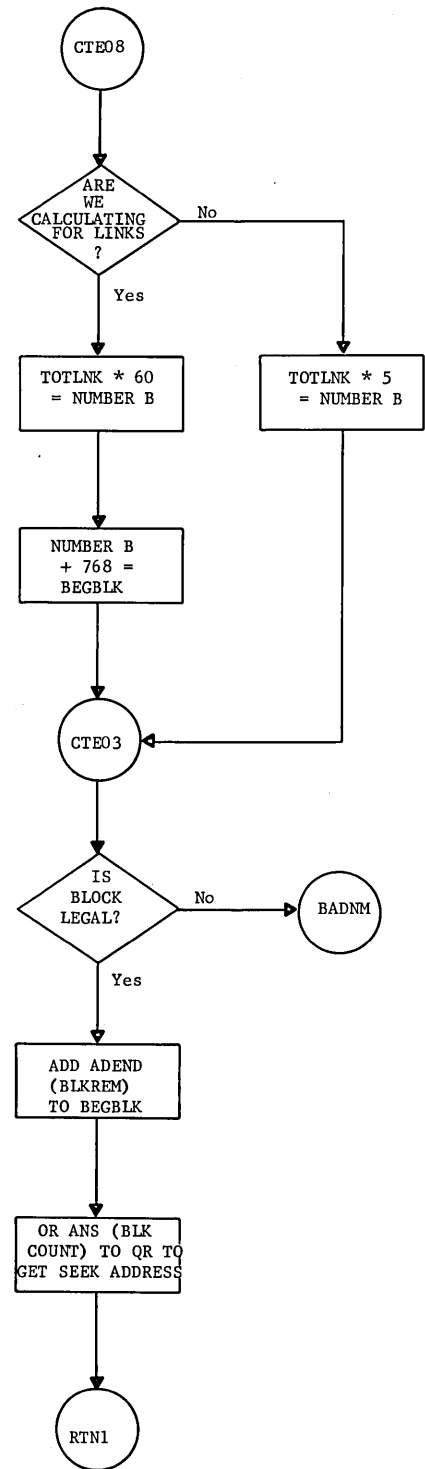 CTE08
ARE
WE
CALCULATING
FOR LINKS
?
No
Yes
TOTLNK * 60
= NUMBER B
TOTLNK * 5
= NUMBER B
NUMBER B
+ 768 =
BEGBLK
CTE03
IS
BLOCK
LEGAL?
No
BADNM
Yes
ADD ADEND
(BLKREM)
TO BEGBLK
OR ANS (BLK
COUNT) TO QR TO
GET SEEK ADDRESS
RTN1